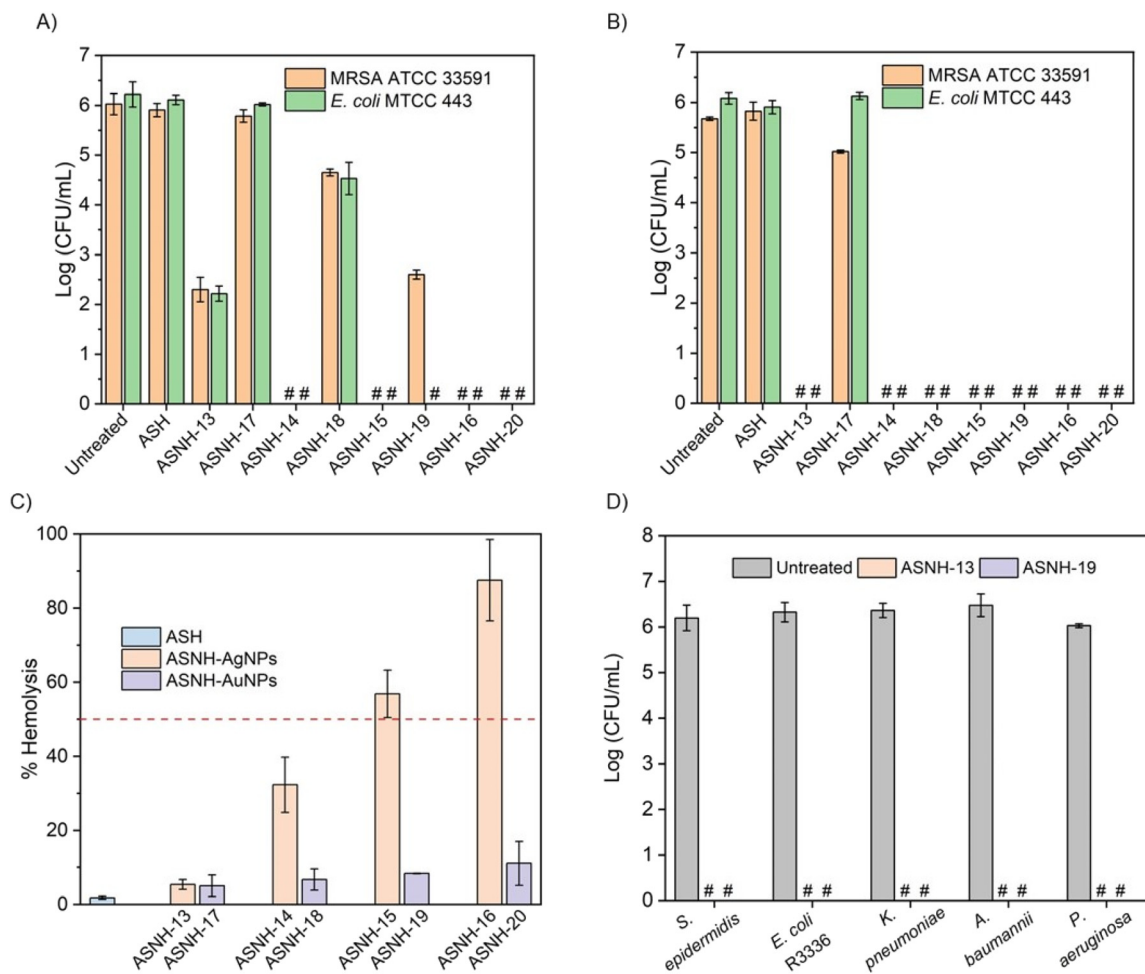 A)
7
6
5
4
3
2
1
0
Log (CFU/mL)
MRSA ATCC 33591
E. coli MTCC 443
# #
# #
#
# #
# #
Untreated
ASH
ASNH-13
ASNH-17
ASNH-14
ASNH-18
ASNH-15
ASNH-19
ASNH-16
ASNH-20
B)
7
6
5
4
3
2
1
0
Log (CFU/mL)
MRSA ATCC 33591
E. coli MTCC 443
# #
# #
# #
# #
# #
# #
# #
Untreated
ASH
ASNH-13
ASNH-17
ASNH-14
ASNH-18
ASNH-15
ASNH-19
ASNH-16
ASNH-20
C)
100
80
60
40
20
0
% Hemolysis
ASH
ASNH-AgNPs
ASNH-AuNPs
ASNH-13
ASNH-17
ASNH-14
ASNH-18
ASNH-15
ASNH-19
ASNH-16
ASNH-20
D)
8
7
6
5
4
3
2
1
0
Log (CFU/mL)
Untreated
ASNH-13
ASNH-19
# #
# #
# #
# #
# #
S.
epidermidis
E. coli
R3336
K.
pneumoniae
A.
baumannii
P.
aeruginosa